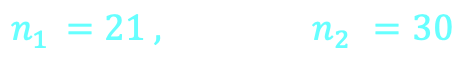 n₁ = 21 , n₂ = 30